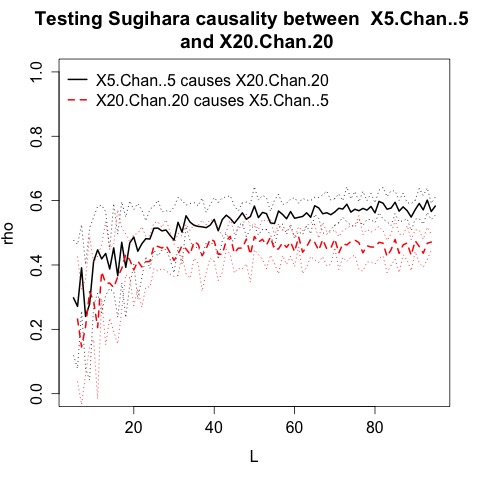 Testing Sugihara causality between  X5.Chan..5
and X20.Chan.20
X5.Chan..5 causes X20.Chan.20
X20.Chan.20 causes X5.Chan..5
1.0
0.8
0.6
0.4
0.2
0.0
rho
20 40 60 80
L